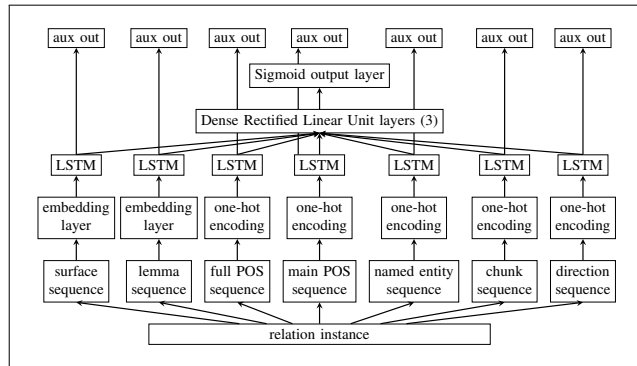 aux out aux out aux out aux out aux out aux out aux out
Sigmoid output layer
Dense Rectified Linear Unit layers (3)
LSTM LSTM LSTM LSTM LSTM LSTM LSTM
embedding embedding one-hot one-hot one-hot one-hot one-hot
layer layer encoding encoding encoding encoding encoding
surface lemma full POS main POS named entity chunk direction
sequence sequence sequence sequence sequence sequence sequence
relation instance